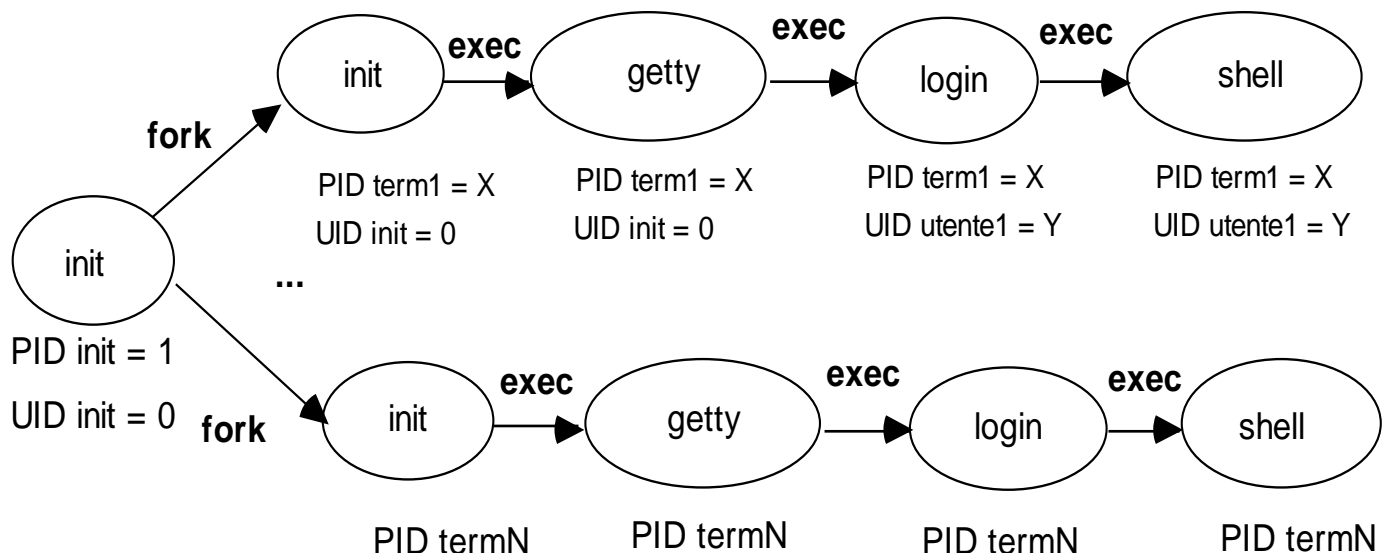 exec
exec
exec
init
getty
login
shell
fork
PID term1 = X
PID term1 = X
PID term1 = X
PID term1 = X
UID init = 0
UID init = 0
UID utente1 = Y
UID utente1 = Y
init
...
PID init = 1
UID init = 0
fork
exec
exec
exec
init
getty
login
shell
PID termN
PID termN
PID termN
PID termN